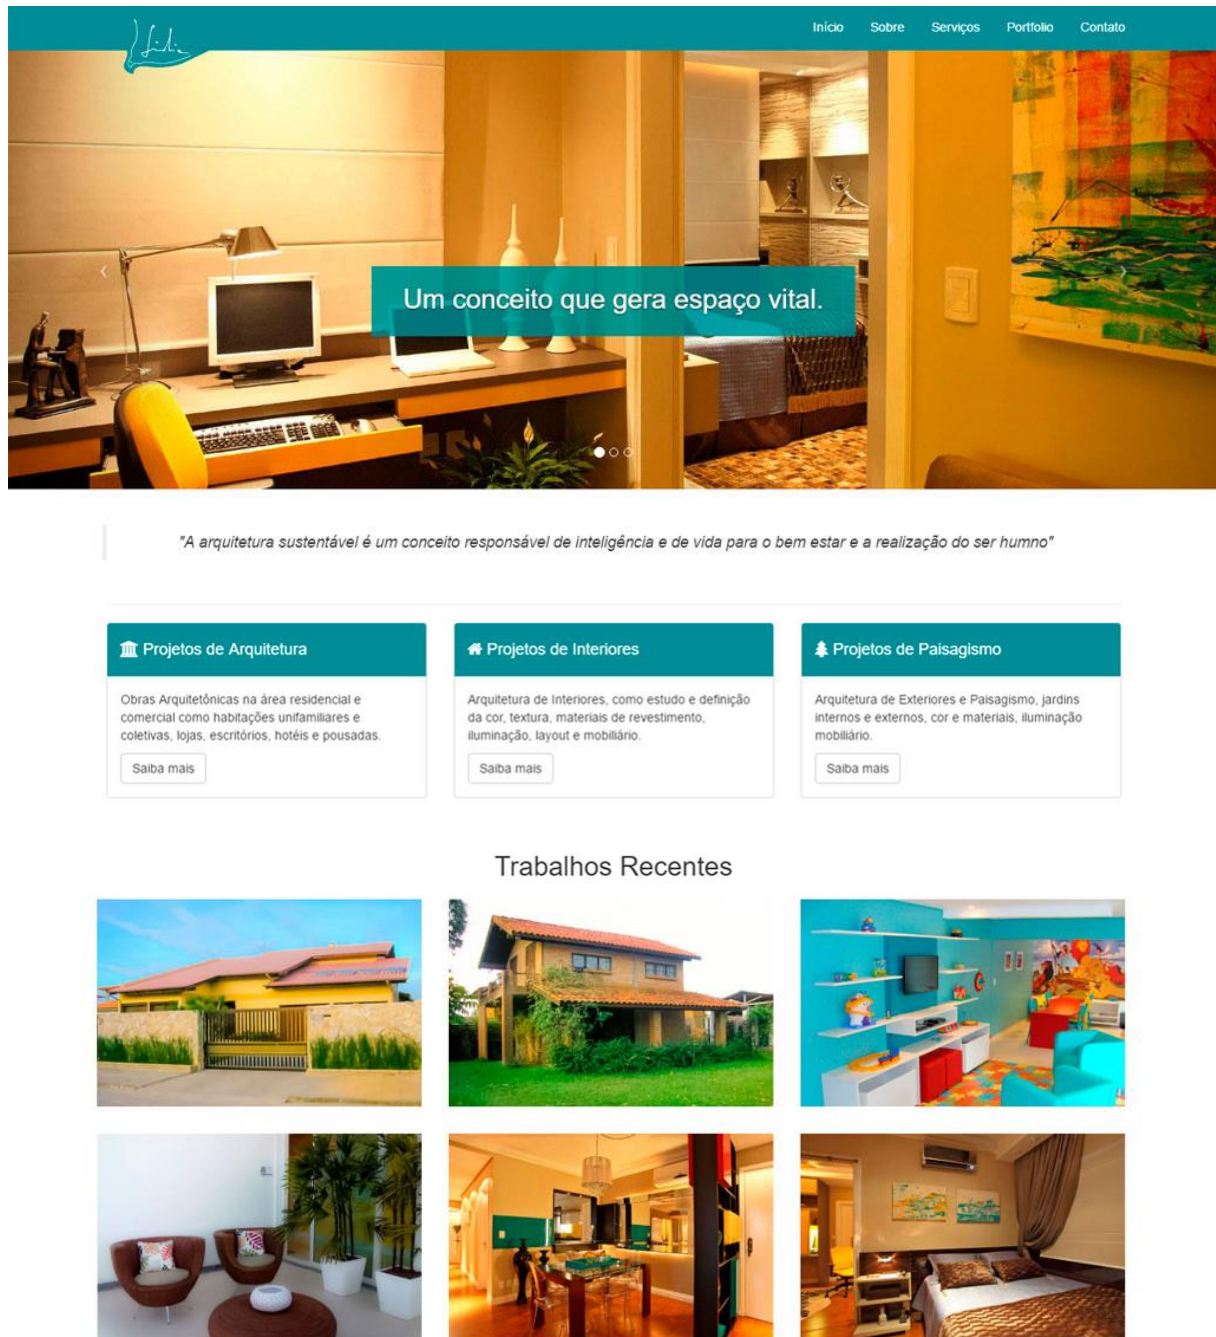 Lidia
Início Sobre Serviços Portfolio Contato
Um conceito que gera espaço vital.
"A arquitetura sustentável é um conceito responsável de inteligência e de vida para o bem estar e a realização do ser humno"
Projetos de Arquitetura
Obras Arquitetônicas na área residencial e
comercial como habitações unifamiliares e
coletivas, lojas, escritórios, hotéis e pousadas.
Saiba mais
Projetos de Interiores
Arquitetura de Interiores, como estudo e definição
da cor, textura, materiais de revestimento,
iluminação, layout e mobiliário.
Saiba mais
Projetos de Paisagismo
Arquitetura de Exteriores e Paisagismo, jardins
internos e externos, cor e materiais, iluminação
mobiliário.
Saiba mais
Trabalhos Recentes